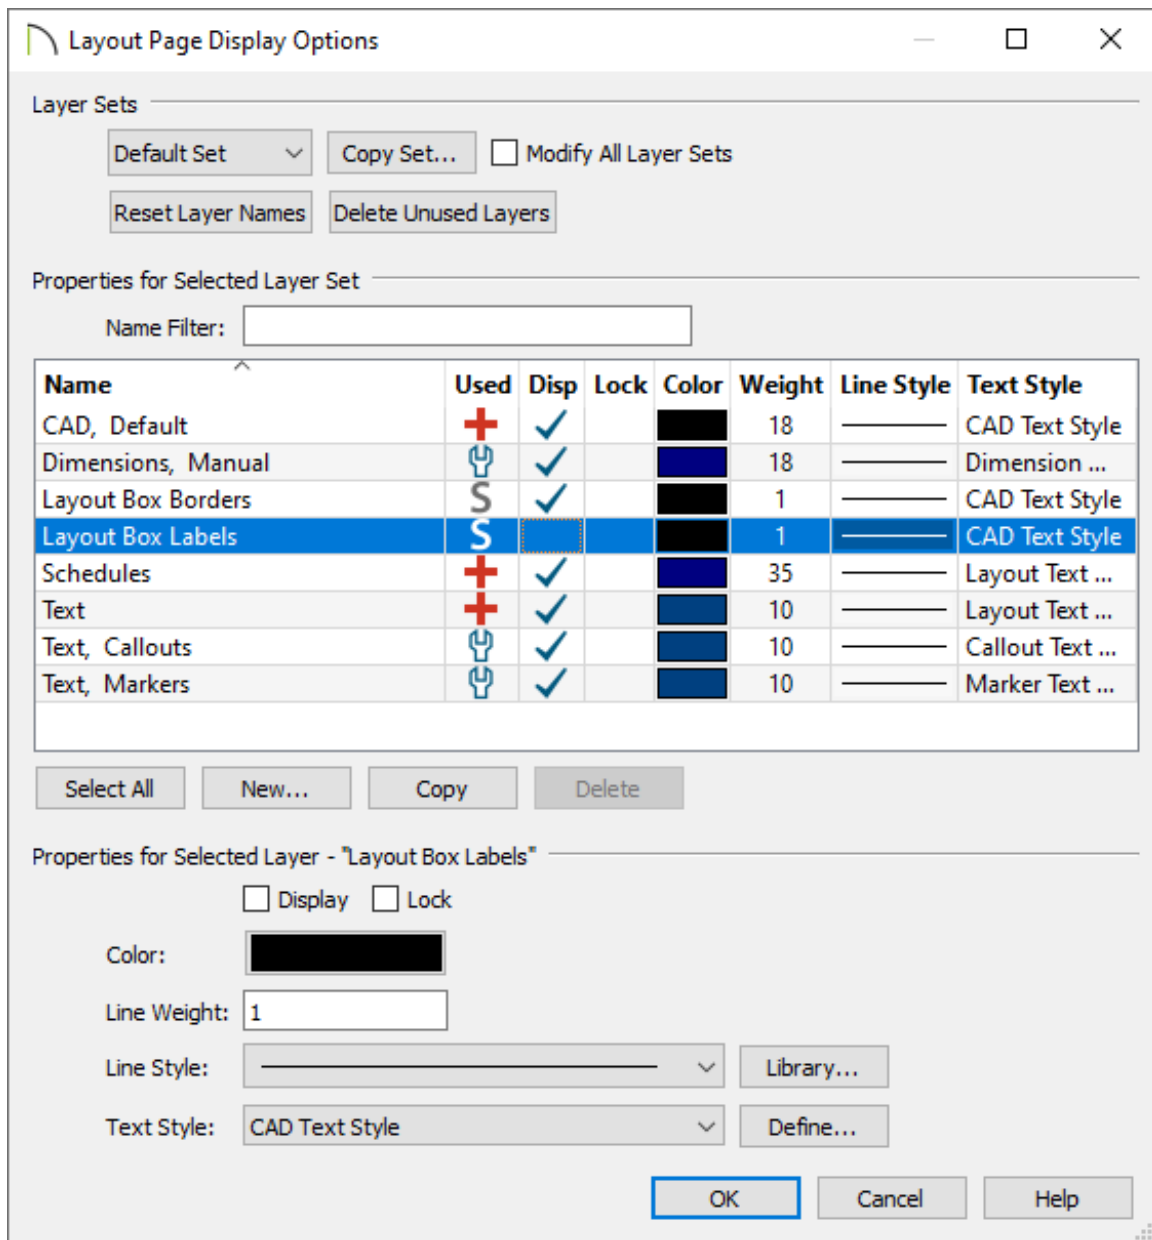 Layout Page Display Options
Layer Sets
Default Set Copy Set... Modify All Layer Sets
Reset Layer Names Delete Unused Layers
Properties for Selected Layer Set
Name Filter:
Name Used Disp Lock Color Weight Line Style Text Style
CAD, Default 18 CAD Text Style
Dimensions, Manual 18 Dimension ...
Layout Box Borders S 1 CAD Text Style
Layout Box Labels S 1 CAD Text Style
Schedules 35 Layout Text ...
Text 10 Layout Text ...
Text, Callouts 10 Callout Text ...
Text, Markers 10 Marker Text ...
Select All New... Copy Delete
Properties for Selected Layer - "Layout Box Labels"
Display Lock
Color:
Line Weight: 1
Line Style: Library...
Text Style: CAD Text Style Define...
OK Cancel Help